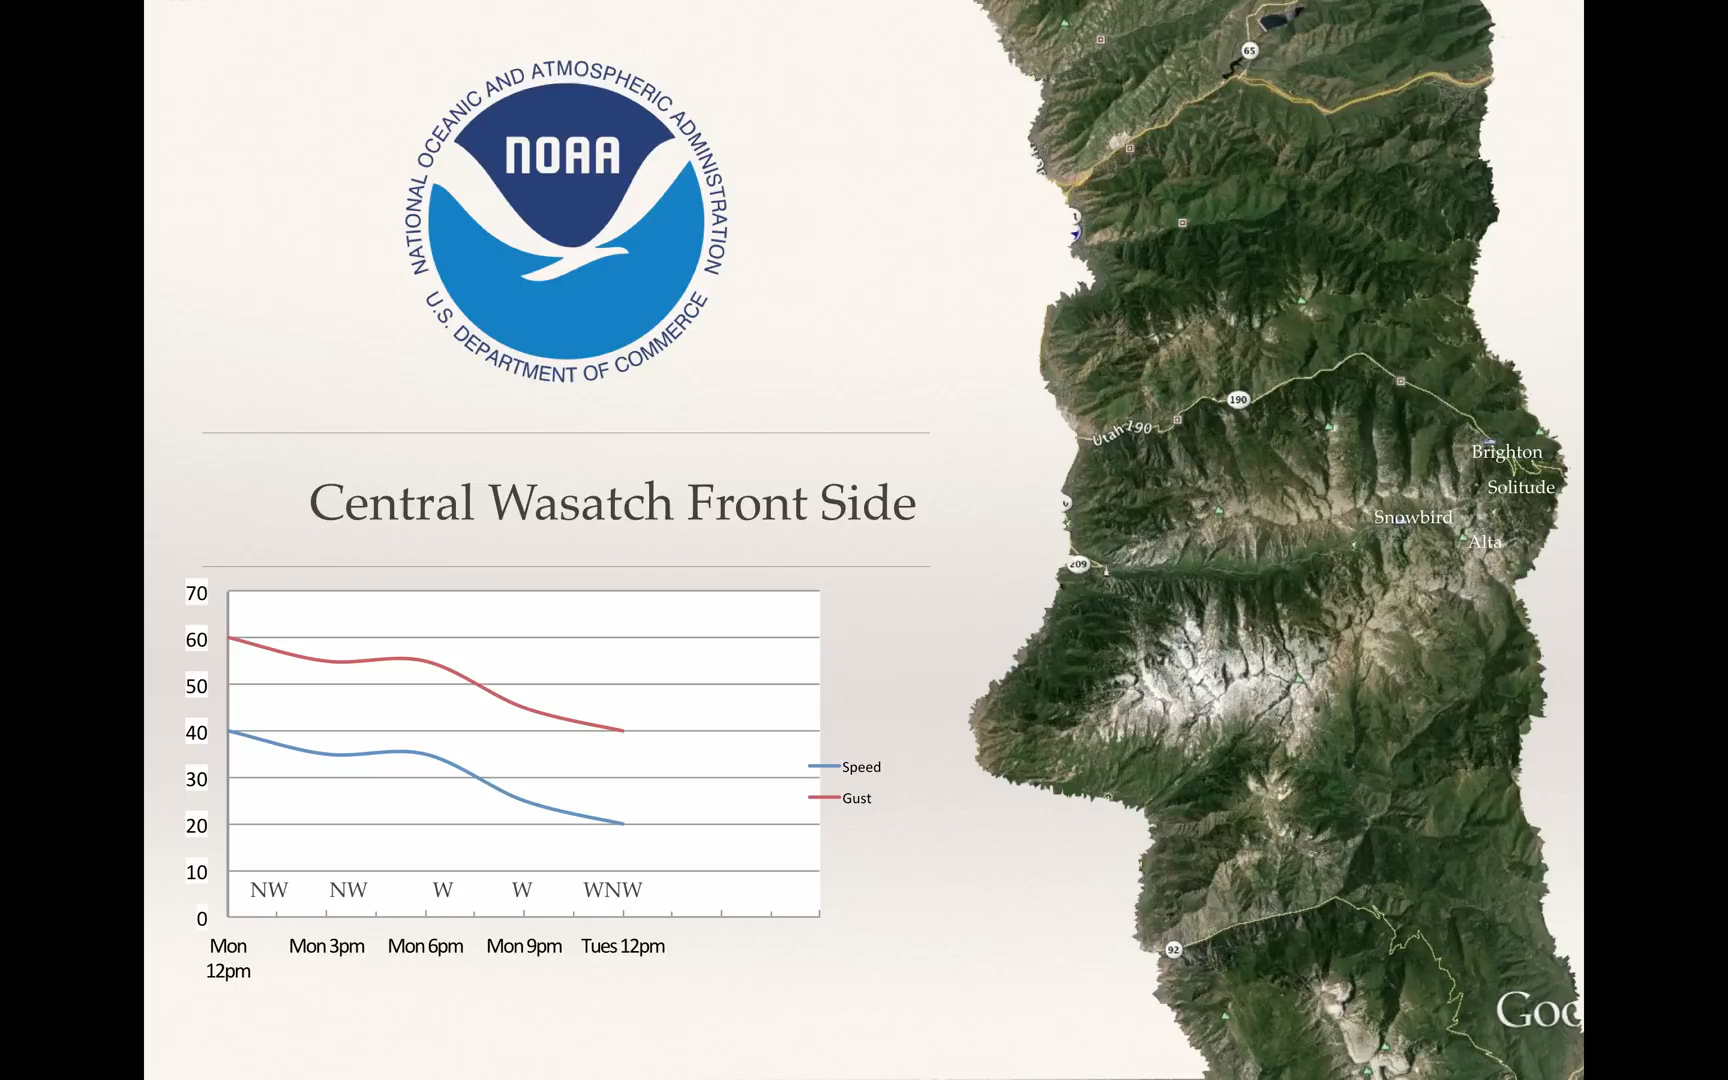 NATIONAL OCEANIC AND ATMOSPHERIC ADMINISTRATION
NOAA
U.S. DEPARTMENT OF COMMERCE
Central Wasatch Front Side
70
60
50
40
30
20
10
0
NW NW W W WNW
Mon 12pm Mon 3pm Mon 6pm Mon 9pm Tues 12pm
Speed
Gust
65
190
Utah 190
Brighton
Solitude
Snowbird
Alta
209
92
Goo